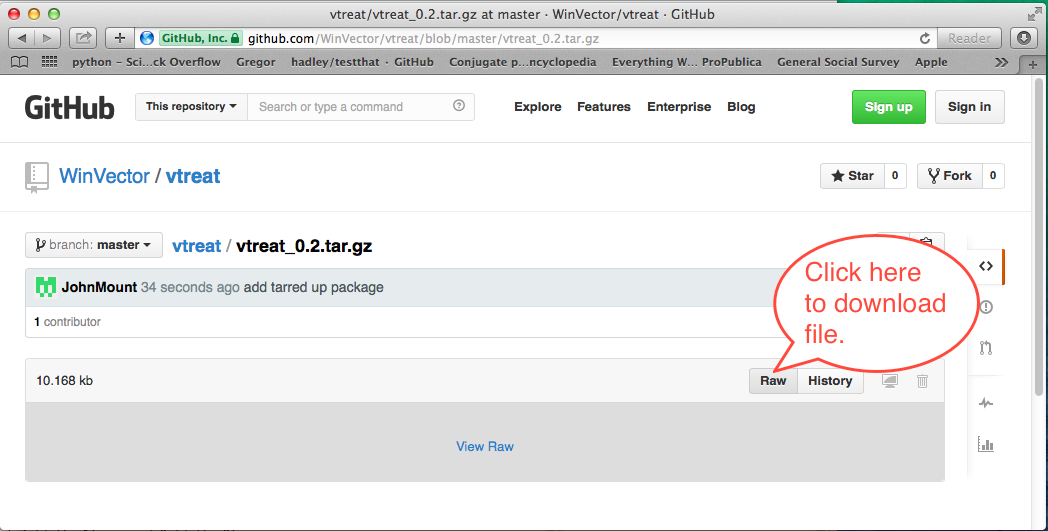 vtreat/vtreat_0.2.tar.gz at master · WinVector/vtreat · GitHub
GitHub, Inc. github.com/WinVector/vtreat/blob/master/vtreat_0.2.tar.gz Reader
python – Sci...ck Overflow Gregor hadley/testthat · GitHub Conjugate p...ncyclopedia Everything W... ProPublica General Social Survey Apple
GitHub This repository Search or type a command Explore Features Enterprise Blog Sign up Sign in
WinVector / vtreat Star 0 Fork 0
branch: master vtreat / vtreat_0.2.tar.gz
JohnMount 34 seconds ago add tarred up package
1 contributor
Click here
to download
file.
10.168 kb Raw History
View Raw